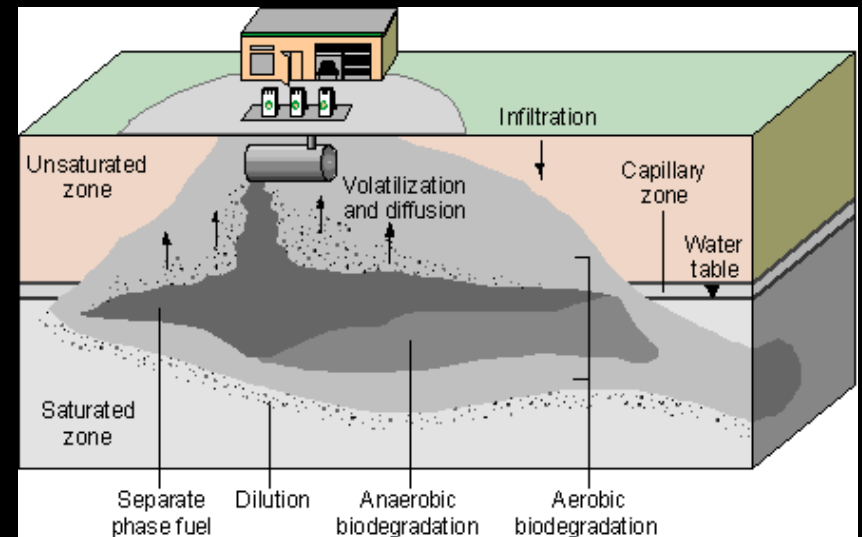 Infiltration
Unsaturated
zone
Capillary
zone
Volatilization
and diffusion
Water
table
Saturated
zone
Separate
phase fuel
Dilution
Anaerobic
biodegradation
Aerobic
biodegradation